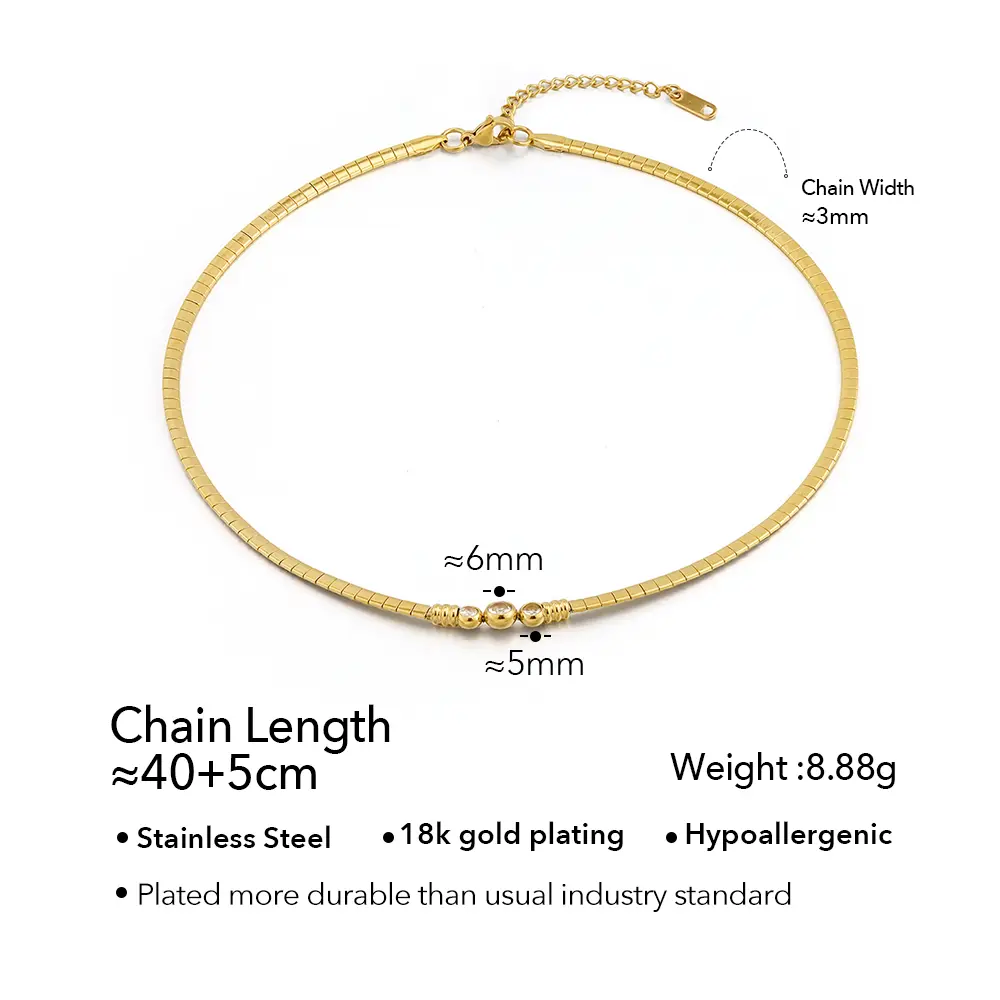 Chain Width
≈3mm
≈6mm
≈5mm
Chain Length
≈40+5cm
Weight :8.88g
• Stainless Steel
• 18k gold plating
• Hypoallergenic
• Plated more durable than usual industry standard